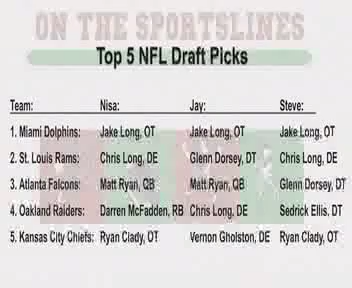 ON THE SPORTSLINES
Top 5 NFL Draft Picks
Team: Nisa: Jay: Steve:
1. Miami Dolphins: Jake Long, OT Jake Long, OT Jake Long, OT
2. St. Louis Rams: Chris Long, DE Glenn Dorsey, DT Chris Long, DE
3. Atlanta Falcons: Matt Ryan, QB Matt Ryan, QB Glenn Dorsey, DT
4. Oakland Raiders: Darren McFadden, RB Chris Long, DE Sedrick Ellis. DT
5. Kansas City Chiefs: Ryan Clady, OT Vernon Gholston, DE Ryan Clady, OT